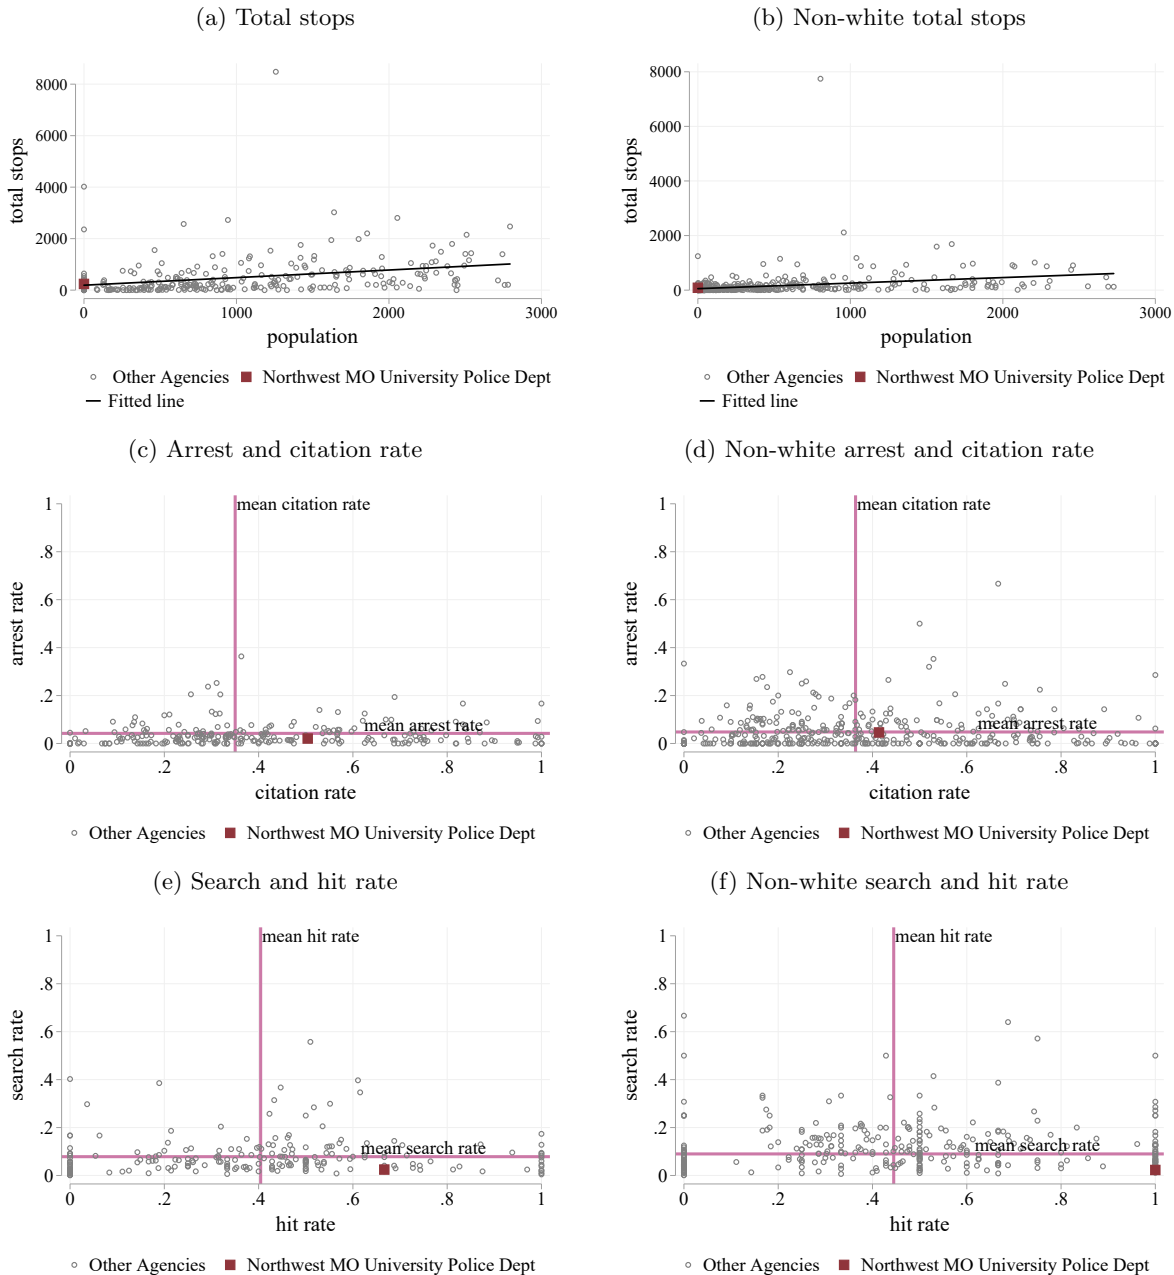 (a) Total stops
(b) Non-white total stops
8000
6000
4000
2000
0
total stops
0 1000 2000 3000
population
Other Agencies Northwest MO University Police Dept
Fitted line
8000
6000
4000
2000
0
total stops
0 1000 2000 3000
population
Other Agencies Northwest MO University Police Dept
Fitted line
(c) Arrest and citation rate
(d) Non-white arrest and citation rate
1
.8
.6
.4
.2
0
arrest rate
mean citation rate
mean arrest rate
0 .2 .4 .6 .8 1
citation rate
Other Agencies Northwest MO University Police Dept
1
.8
.6
.4
.2
0
arrest rate
mean citation rate
mean arrest rate
0 .2 .4 .6 .8 1
citation rate
Other Agencies Northwest MO University Police Dept
(e) Search and hit rate
(f) Non-white search and hit rate
1
.8
.6
.4
.2
0
search rate
mean hit rate
mean search rate
0 .2 .4 .6 .8 1
hit rate
Other Agencies Northwest MO University Police Dept
1
.8
.6
.4
.2
0
search rate
mean hit rate
mean search rate
0 .2 .4 .6 .8 1
hit rate
Other Agencies Northwest MO University Police Dept